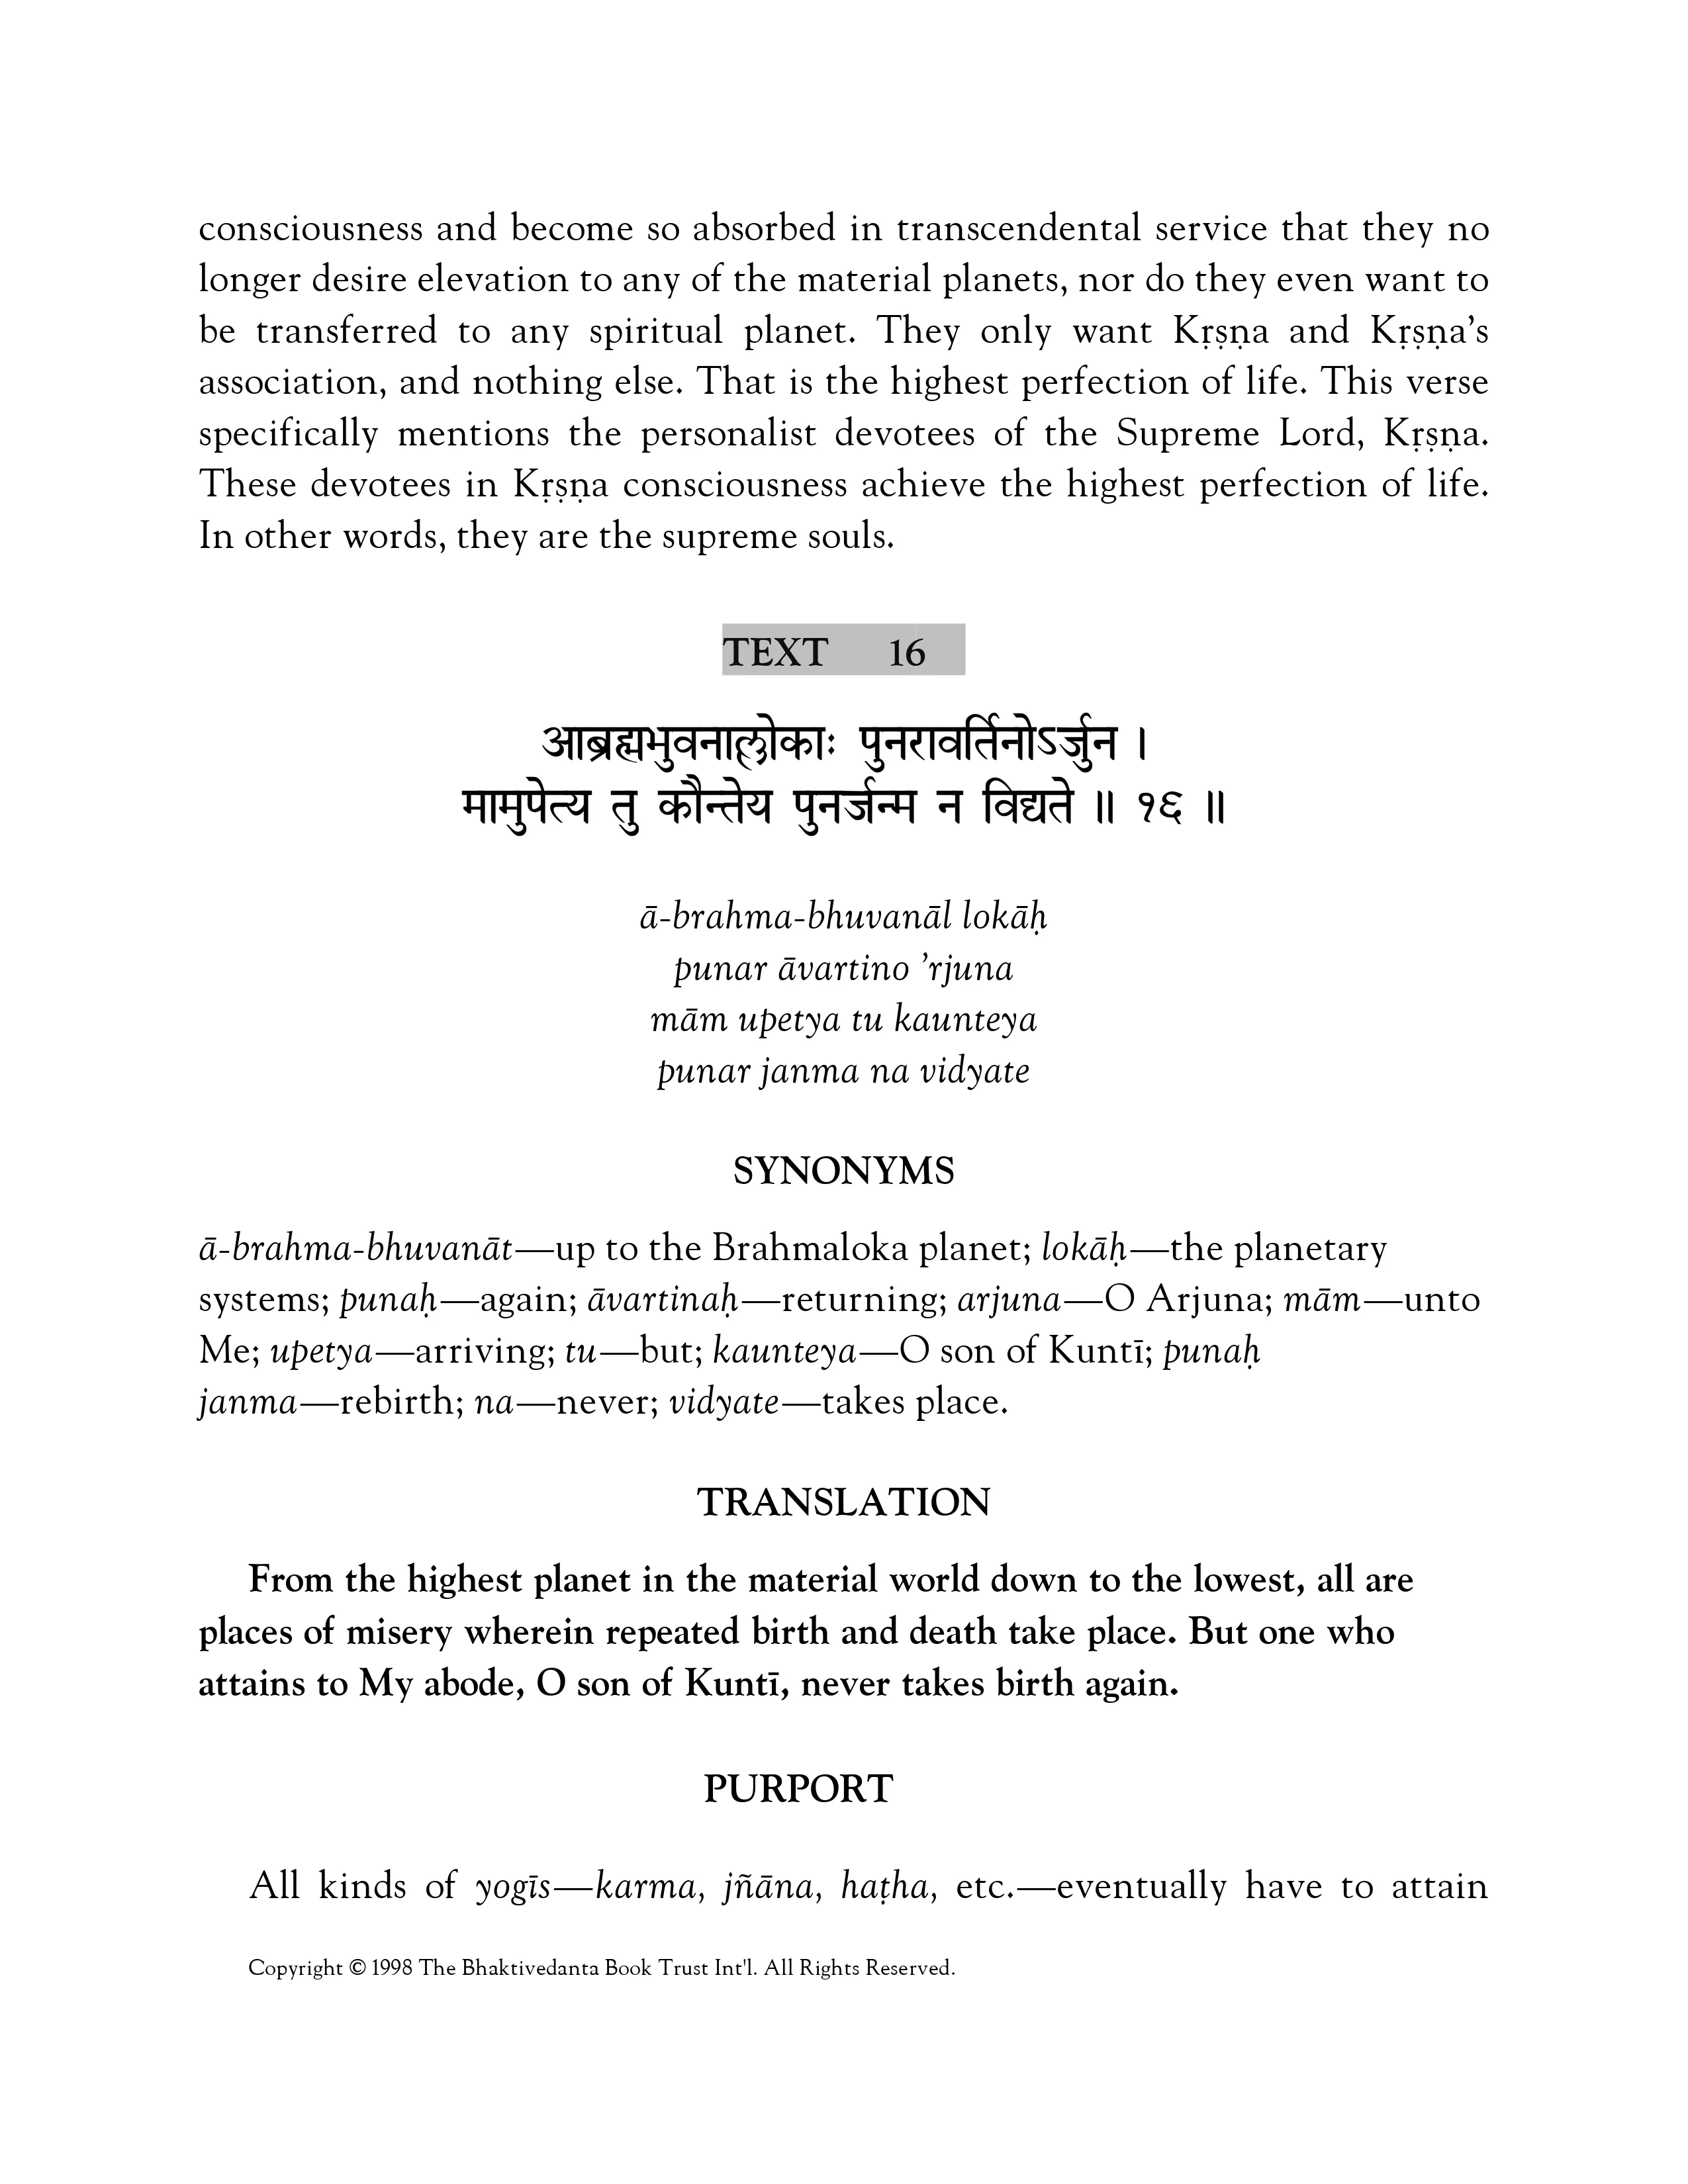 consciousness and become so absorbed in transcendental service that they no
longer desire elevation to any of the material planets, nor do they even want to
be transferred to any spiritual planet. They only want Kṛṣṇa and Kṛṣṇa’s
association, and nothing else. That is the highest perfection of life. This verse
specifically mentions the personalist devotees of the Supreme Lord, Kṛṣṇa.
These devotees in Kṛṣṇa consciousness achieve the highest perfection of life.
In other words, they are the supreme souls.
TEXT 16
आब्रह्मभुवनाल्लोकाः पुनरावर्तिनोऽर्जुन ।
मामुपेत्य तु कौन्तेय पुनर्जन्म न विद्यते ॥ १६ ॥
ā-brahma-bhuvanāl lokāḥ
punar āvartino ’rjuna
mām upetya tu kaunteya
punar janma na vidyate
SYNONYMS
ā-brahma-bhuvanāt—up to the Brahmaloka planet; lokāḥ—the planetary
systems; punaḥ—again; āvartinaḥ—returning; arjuna—O Arjuna; mām—unto
Me; upetya—arriving; tu—but; kaunteya—O son of Kuntī; punaḥ
janma—rebirth; na—never; vidyate—takes place.
TRANSLATION
From the highest planet in the material world down to the lowest, all are
places of misery wherein repeated birth and death take place. But one who
attains to My abode, O son of Kuntī, never takes birth again.
PURPORT
All kinds of yogīs—karma, jñāna, haṭha, etc.—eventually have to attain
Copyright © 1998 The Bhaktivedanta Book Trust Int'l. All Rights Reserved.